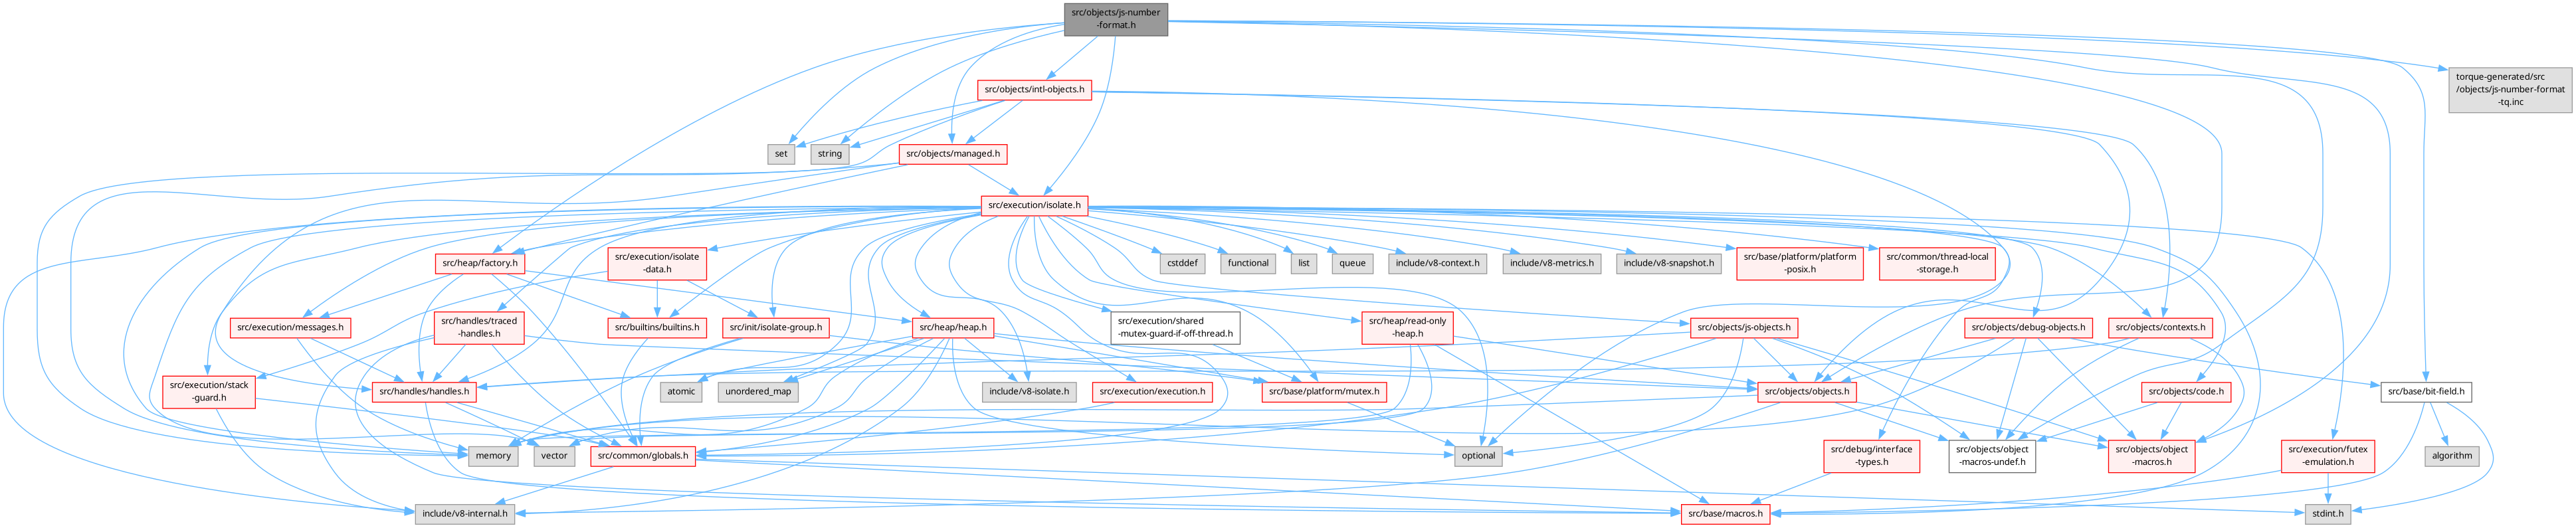 src/objects/js-number
-format.h
torque-generated/src
/objects/js-number-format
-tq.inc
src/objects/intl-objects.h
set
string
src/objects/managed.h
src/execution/isolate.h
src/heap/factory.h
src/execution/isolate
-data.h
cstddef
functional
list
queue
include/v8-context.h
include/v8-metrics.h
include/v8-snapshot.h
src/base/platform/platform
-posix.h
src/common/thread-local
-storage.h
src/execution/messages.h
src/handles/traced
-handles.h
src/builtins/builtins.h
src/init/isolate-group.h
src/heap/heap.h
src/execution/shared
-mutex-guard-if-off-thread.h
src/heap/read-only
-heap.h
src/objects/js-objects.h
src/objects/debug-objects.h
src/objects/contexts.h
src/execution/stack
-guard.h
src/handles/handles.h
atomic
unordered_map
include/v8-isolate.h
src/execution/execution.h
src/base/platform/mutex.h
src/objects/objects.h
src/objects/code.h
src/base/bit-field.h
memory
vector
src/common/globals.h
optional
src/debug/interface
-types.h
src/objects/object
-macros-undef.h
src/objects/object
-macros.h
src/execution/futex
-emulation.h
algorithm
include/v8-internal.h
src/base/macros.h
stdint.h